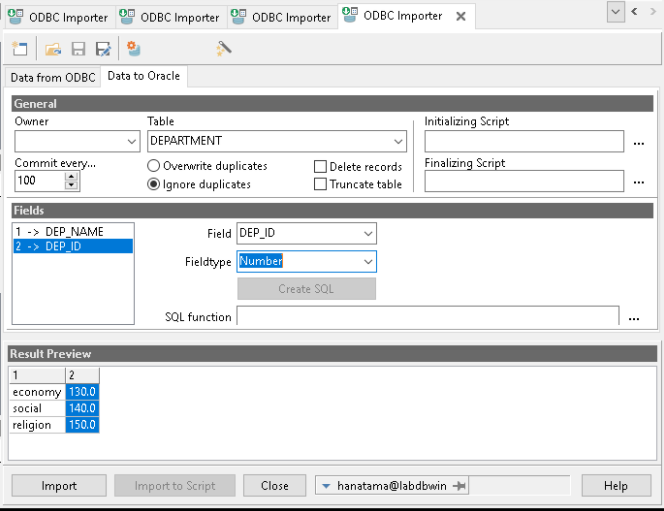 ODBC Importer ODBC Importer ODBC Importer ODBC Importer
Data from ODBC Data to Oracle
General
Owner Table Initializing Script
DEPARTMENT ...
Commit every... Overwrite duplicates Delete records Finalizing Script
100 Ignore duplicates Truncate table ...
Fields
1 -> DEP_NAME Field DEP_ID
2 -> DEP_ID
Fieldtype Number
Create SQL
SQL function ...
Result Preview
1 2
economy 130.0
social 140.0
religion 150.0
Import Import to Script Close hanatama@labdbwin Help